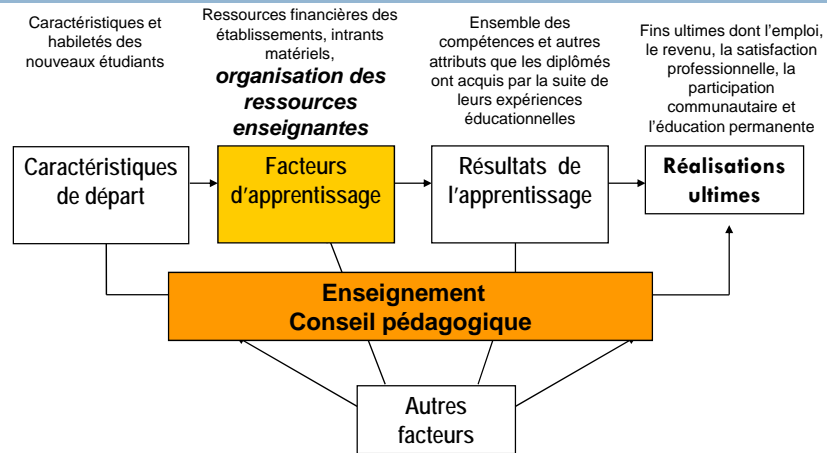 Caractéristiques et
habiletés des
nouveaux étudiants
Ressources financières des
établissements, intrants
matériels,
organisation des
ressources
enseignantes
Ensemble des
compétences et autres
attributs que les diplômés
ont acquis par la suite de
leurs expériences
éducationnelles
Fins ultimes dont l'emploi,
le revenu, la satisfaction
professionnelle, la
participation
communautaire et
l'éducation permanente
Caractéristiques
de départ
Facteurs
d'apprentissage
Résultats de
l'apprentissage
Réalisations
ultimes
Enseignement
Conseil pédagogique
Autres
facteurs